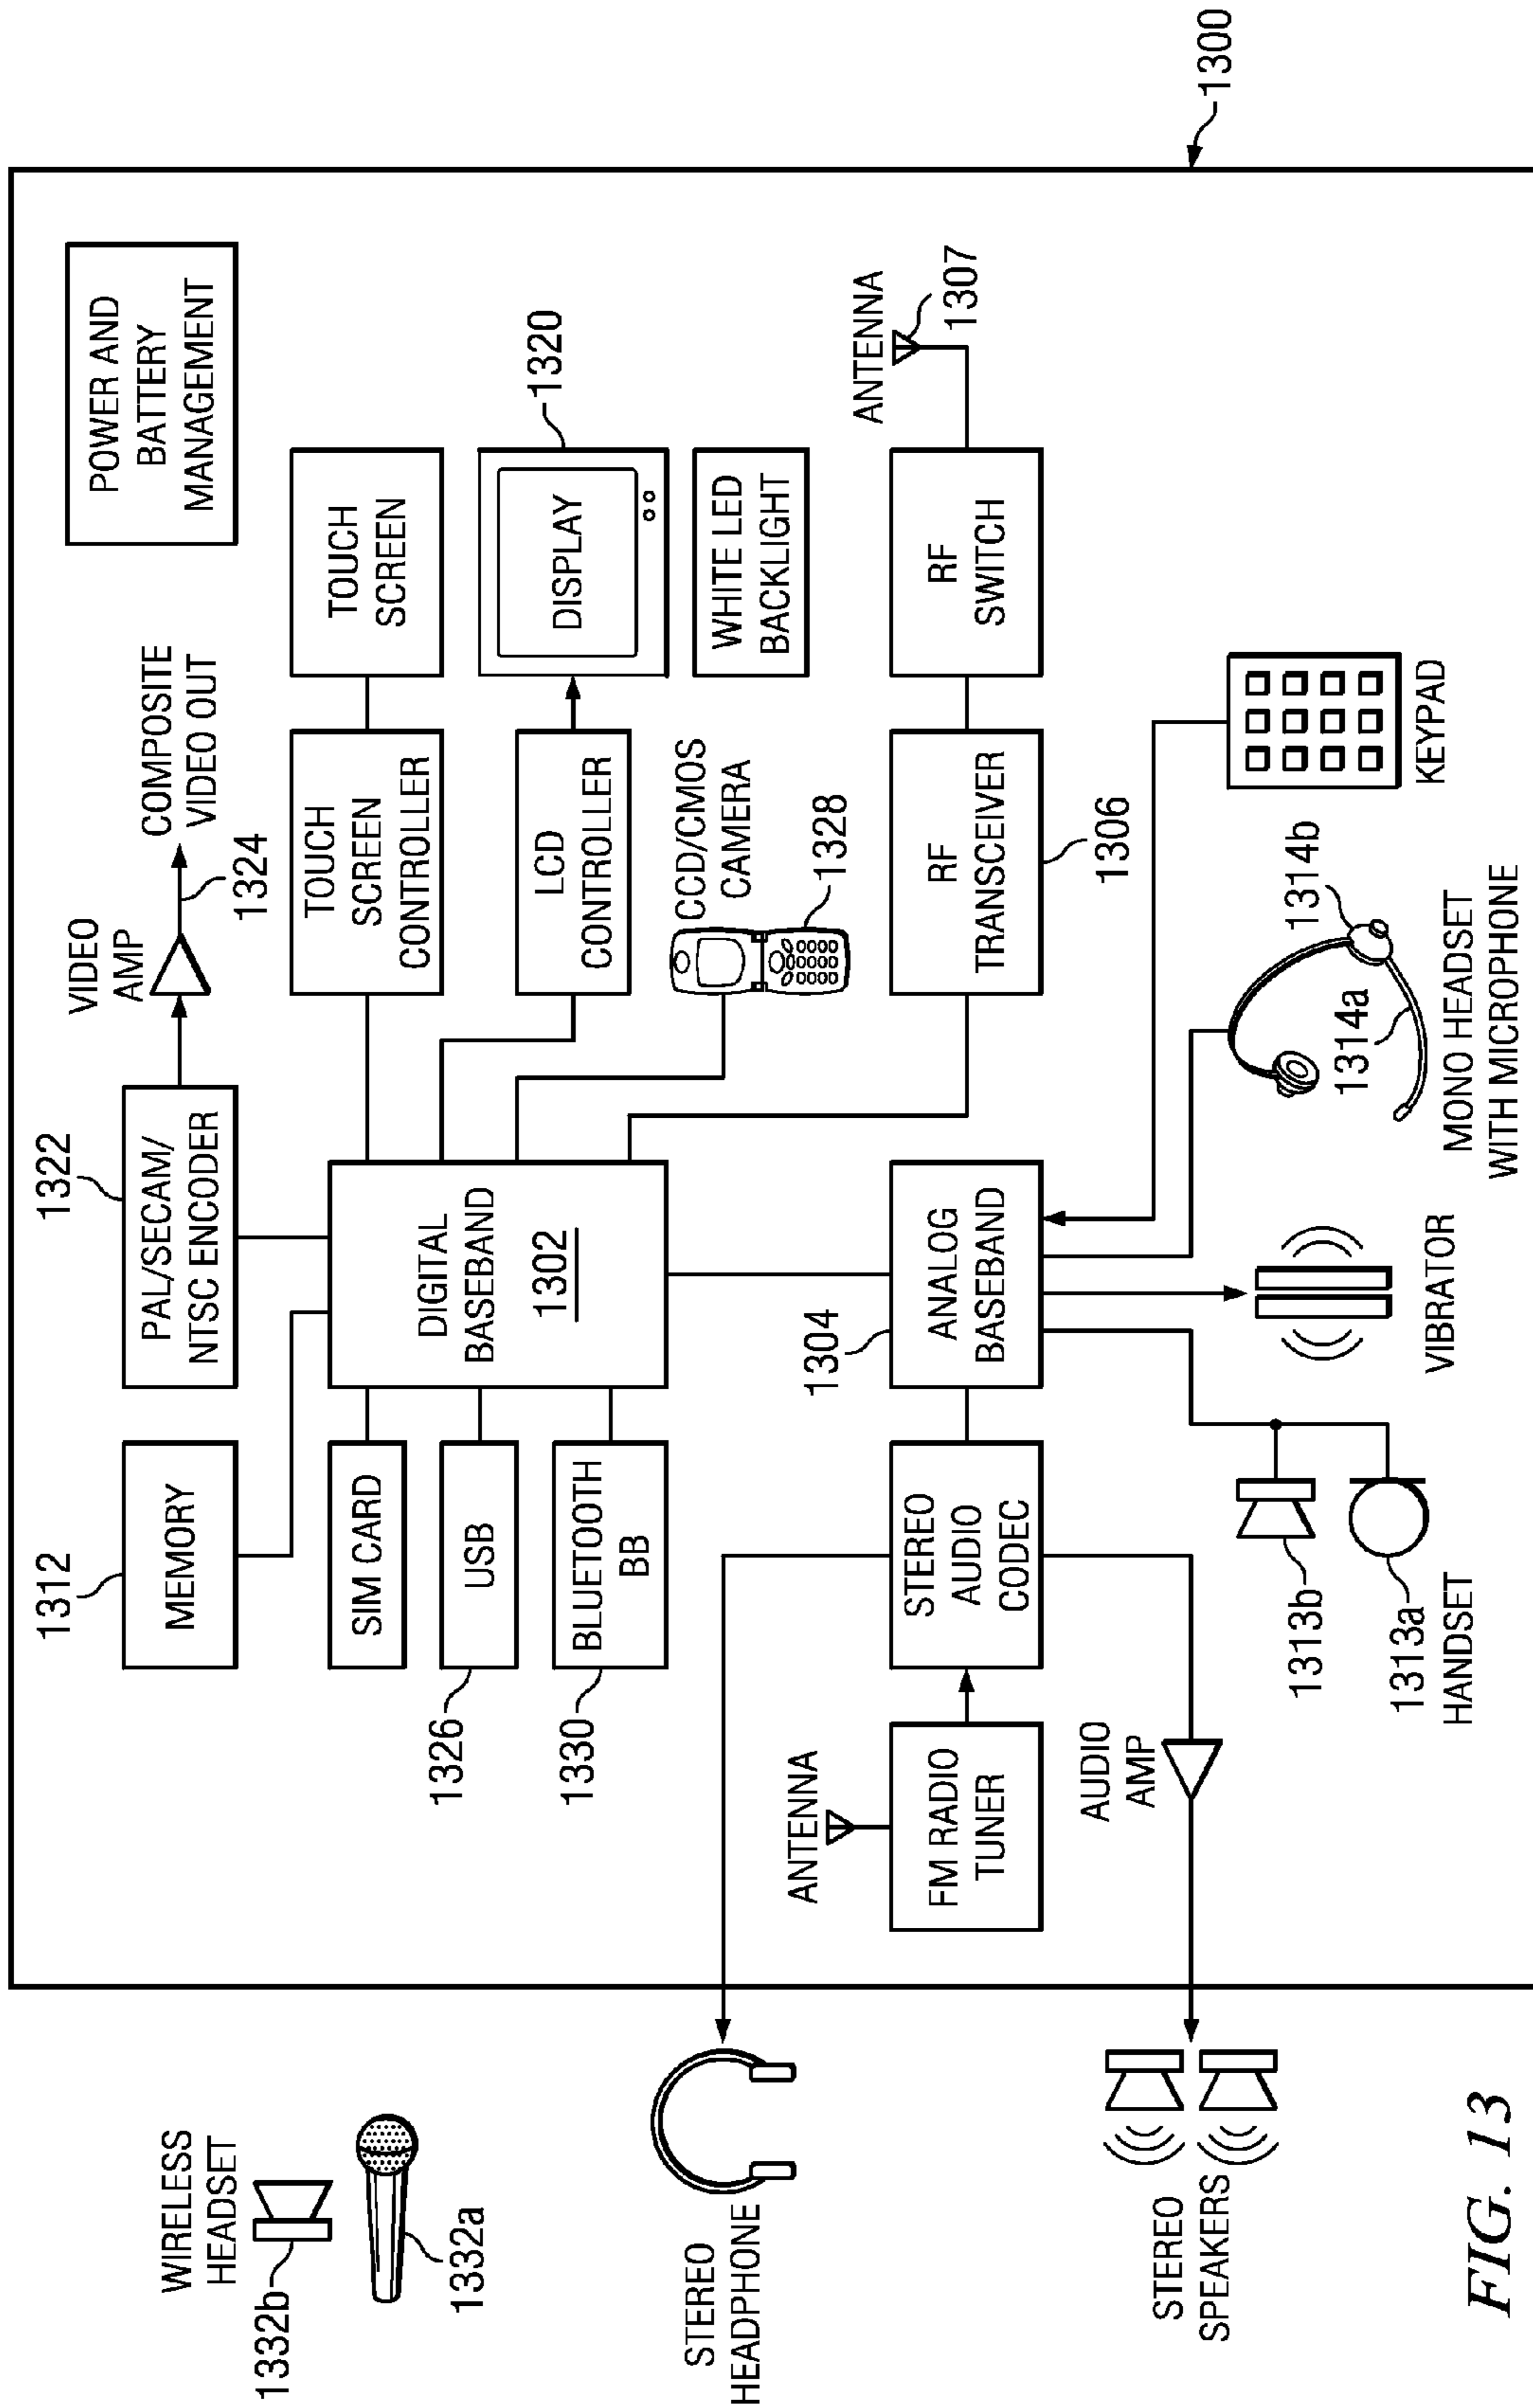 1300
POWER AND
BATTERY
MANAGEMENT
COMPOSITE
VIDEO OUT
VIDEO
AMP
1324
1322
PAL/SECAM/
NTSC ENCODER
1312
MEMORY
TOUCH
SCREEN
TOUCH
SCREEN
CONTROLLER
1320
DISPLAY
LCD
CONTROLLER
WHITE LED
BACKLIGHT
CCD/CMOS
CAMERA
1328
DIGITAL
BASEBAND
1302
SIM CARD
USB
1326
BLUETOOTH
BB
1330
WIRELESS
HEADSET
1332b
1332a
ANTENNA
1307
RF
SWITCH
RF
TRANSCEIVER
1306
1304
ANALOG
BASEBAND
STEREO
AUDIO
CODEC
ANTENNA
FM RADIO
TUNER
AUDIO
AMP
STEREO
HEADPHONE
STEREO
SPEAKERS
KEYPAD
1314b
1314a
MONO HEADSET
WITH MICROPHONE
VIBRATOR
1313b
1313a
HANDSET
FIG. 13